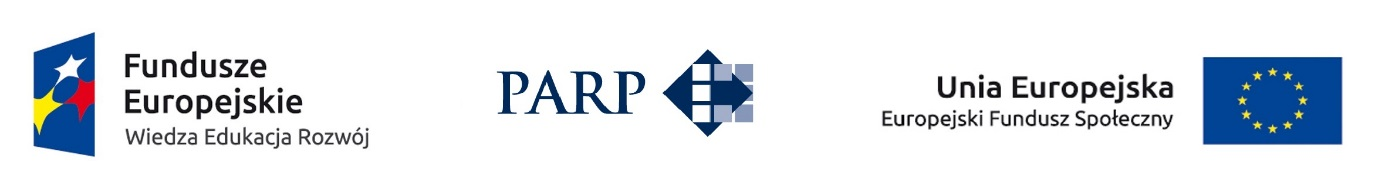 Fundusze
Europejskie
Wiedza Edukacja Rozwój
PARP
Unia Europejska
Europejski Fundusz Społeczny